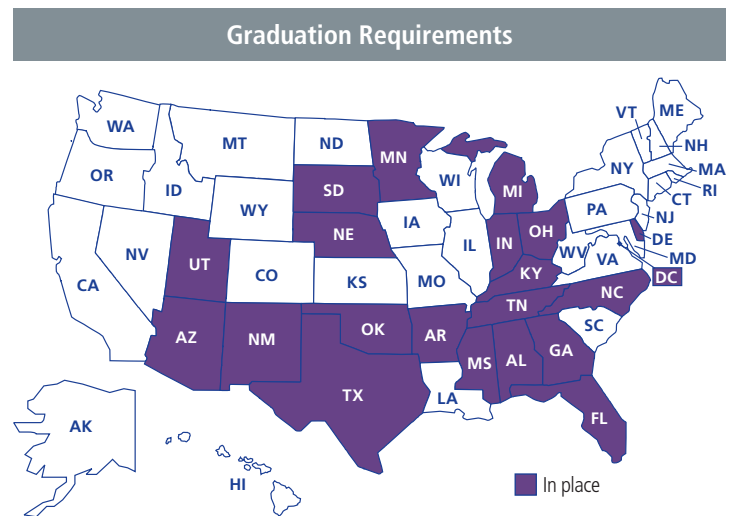 Graduation Requirements
WA
MT
ND
MN
VT
ME
NH
OR
ID
SD
WI
MI
NY
MA
RI
CT
WY
IA
PA
NJ
NE
IL
IN
OH
DE
NV
UT
CO
KS
MO
WV
VA
MD
DC
CA
KY
NC
TN
AZ
NM
OK
AR
SC
MS
AL
GA
TX
LA
FL
AK
HI
In place